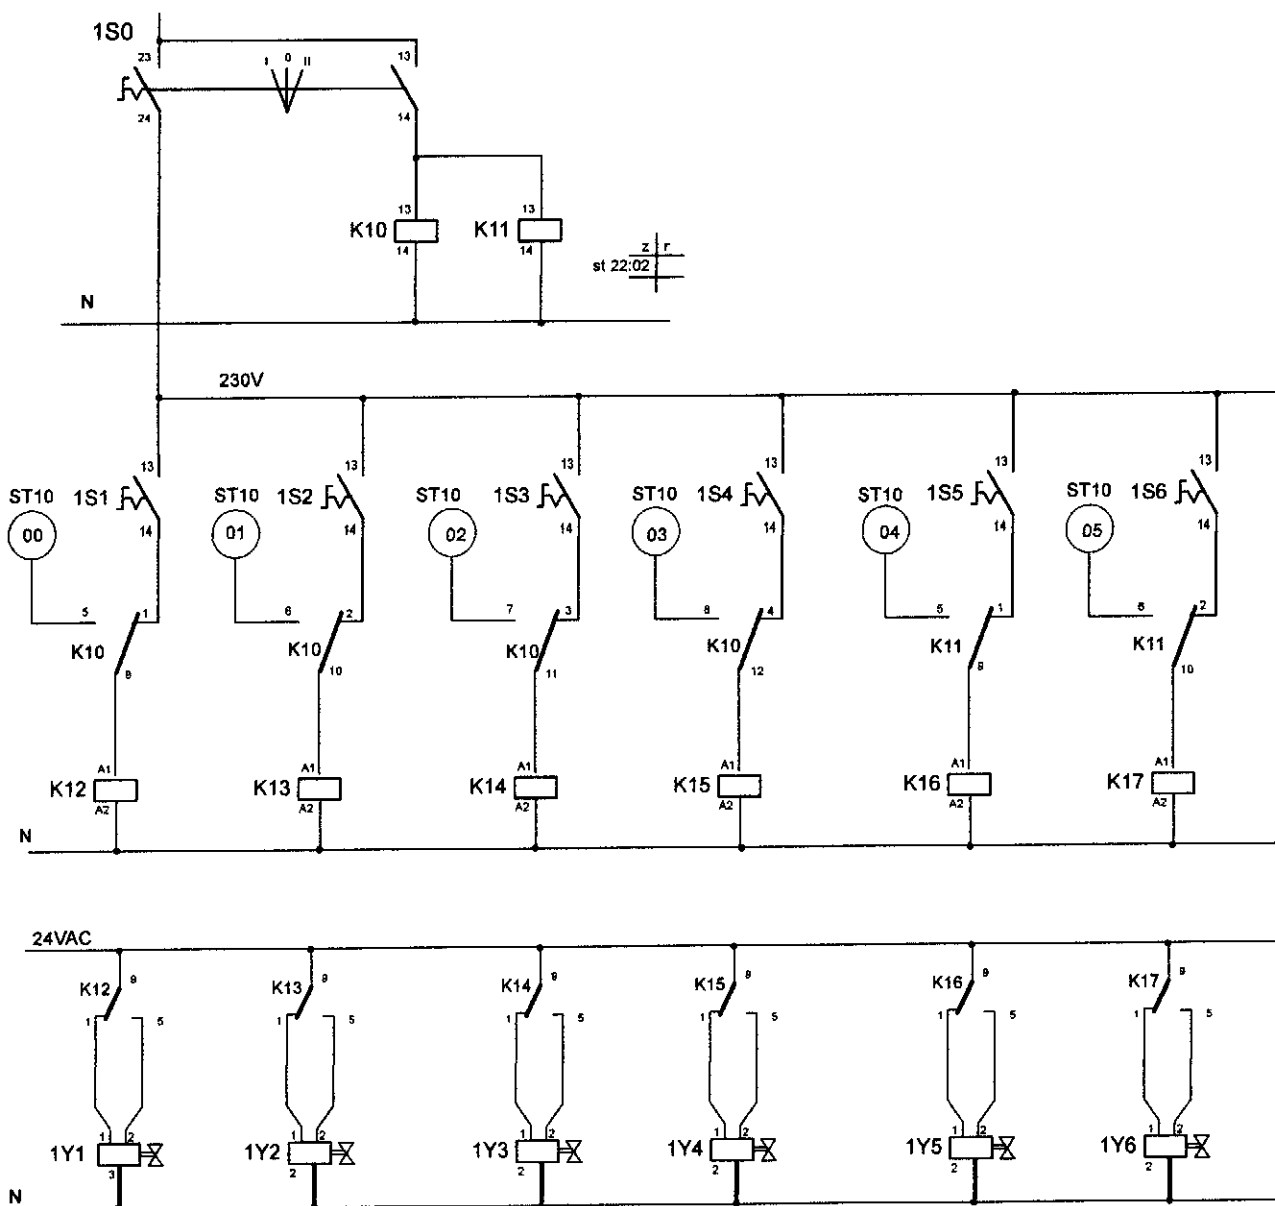 1S0
23 13
I 0 II
24 14
K10 13 14
K11 13 14
z r
st 22:02
N
230V
13 13 13 13 13 13
ST10 1S1 ST10 1S2 ST10 1S3 ST10 1S4 ST10 1S5 ST10 1S6
14 14 14 14 14 14
00 01 02 03 04 05
5 1 6 2 7 3 8 4 5 1 6 2
K10 K10 K10 K10 K11 K11
9 10 11 12 9 10
A1 A1 A1 A1 A1 A1
K12 K13 K14 K15 K16 K17
A2 A2 A2 A2 A2 A2
N
24VAC
9 9 9 9 9 9
K12 K13 K14 K15 K16 K17
1 5 1 5 1 5 1 5 1 5 1 5
1 2 1 2 1 2 1 2 1 2 1 2
1Y1 1Y2 1Y3 1Y4 1Y5 1Y6
3 2 2 2 2 2
N